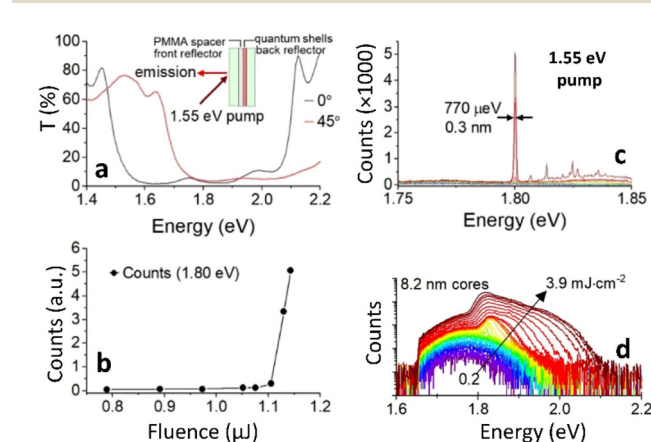 PMMA spacer
front reflector
quantum shells
back reflector
emission
1.55 eV pump
0°
45°
T (%)
100
80
60
40
20
0
a
1.4 1.6 1.8 2.0 2.2
Energy (eV)
Counts (×1000)
5
4
3
2
1
0
1.55 eV
pump
770 µeV
0.3 nm
c
1.75 1.80 1.85
Energy (eV)
Counts (a.u.)
6
5
4
3
2
1
0
Counts (1.80 eV)
b
0.8 0.9 1.0 1.1 1.2
Fluence (µJ)
Counts
8.2 nm cores
3.9 mJ·cm⁻²
0.2
d
1.6 1.8 2.0 2.2
Energy (eV)